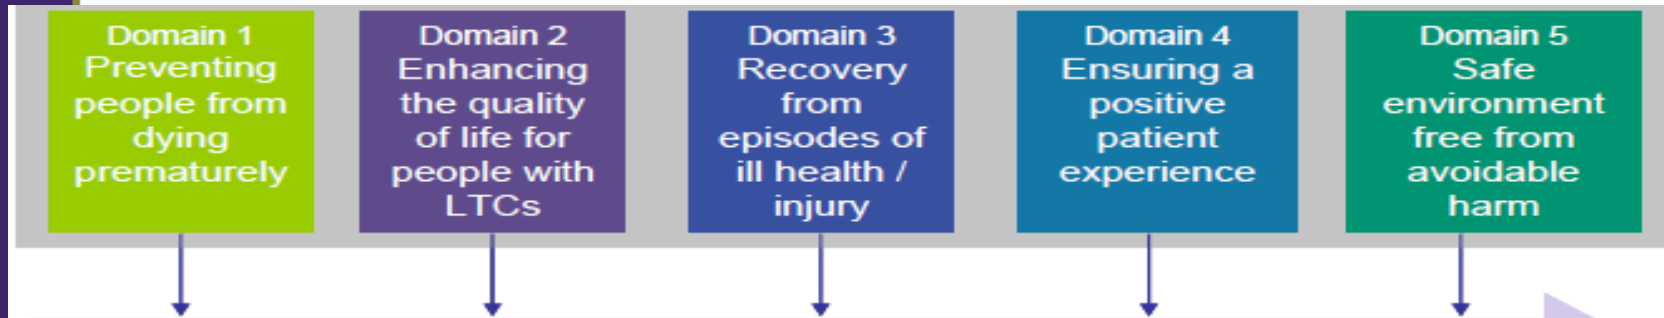 Domain 1
Preventing
people from
dying
prematurely
Domain 2
Enhancing
the quality
of life for
people with
LTCs
Domain 3
Recovery
from
episodes of
ill health /
injury
Domain 4
Ensuring a
positive
patient
experience
Domain 5
Safe
environment
free from
avoidable
harm